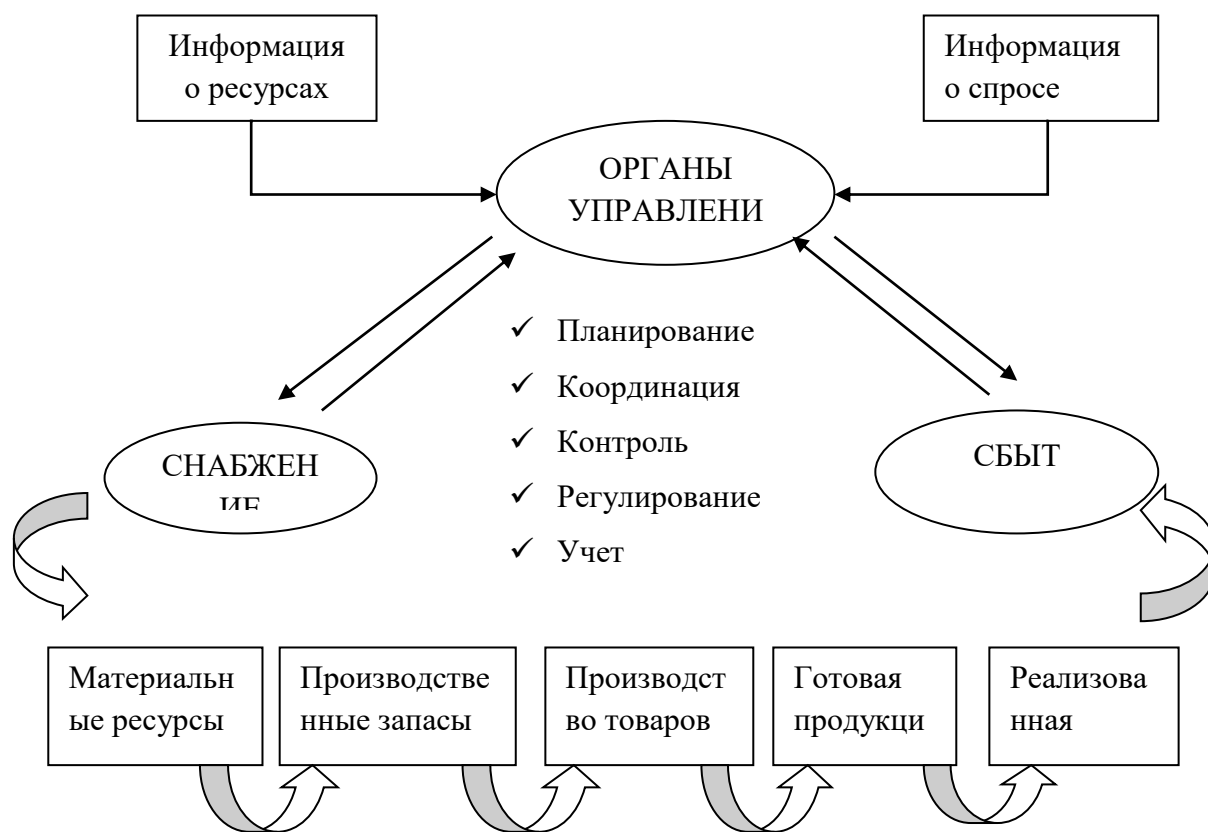 Информация
о ресурсах
Информация
о спросе
ОРГАНЫ
УПРАВЛЕНИ
✓ Планирование
✓ Координация
✓ Контроль
✓ Регулирование
✓ Учет
СНАБЖЕН
ИЕ
СБЫТ
Материальн
ые ресурсы
Производстве
нные запасы
Производст
во товаров
Готовая
продукци
Реализова
нная